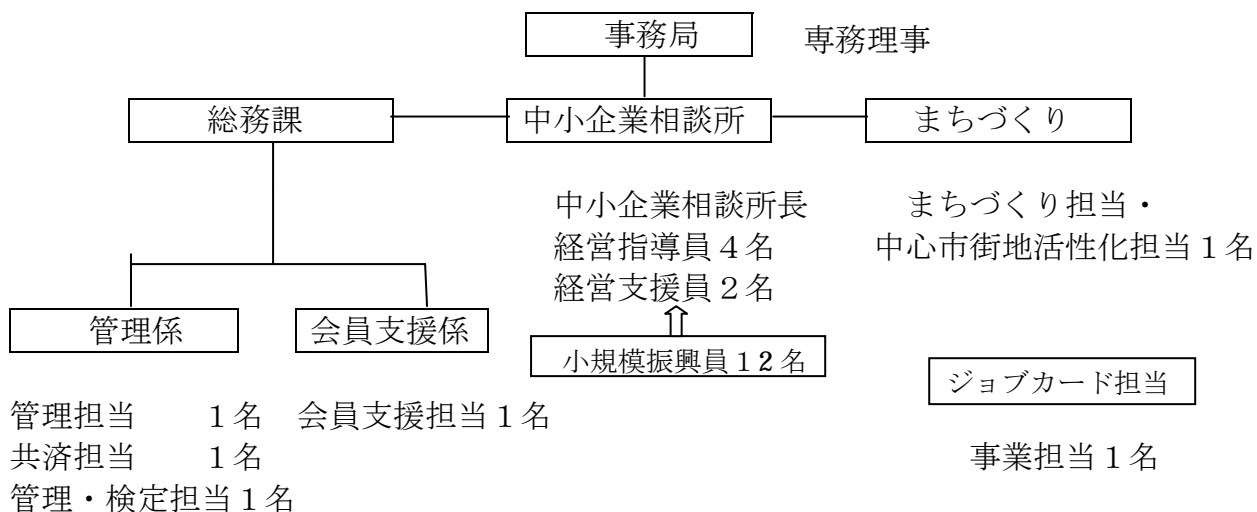 事務局　専務理事
総務課　中小企業相談所　まちづくり
中小企業相談所長
経営指導員４名
経営支援員２名
まちづくり担当・
中心市街地活性化担当１名
管理係　会員支援係
小規模振興員１２名
ジョブカード担当
管理担当　１名　会員支援担当１名
共済担当　１名
事業担当１名
管理・検定担当１名